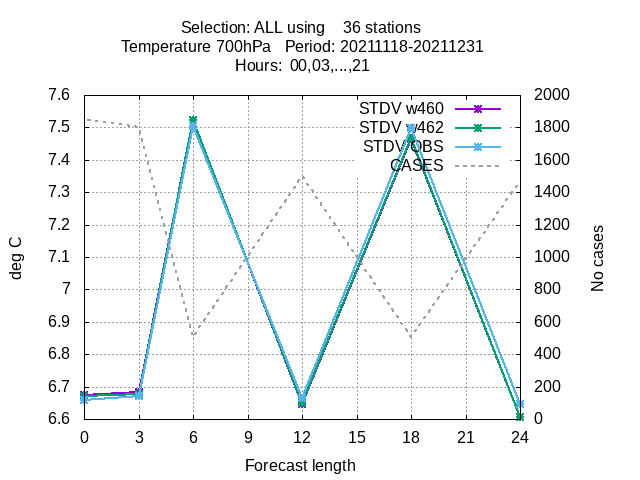 Selection: ALL using    36 stations
Temperature 700hPa   Period: 20211118-20211231
Hours:  00,03,...,21
7.6
7.5
7.4
7.3
7.2
7.1
7
6.9
6.8
6.7
6.6
deg C
STDV w460
STDV w462
STDV OBS
CASES
2000
1800
1600
1400
1200
1000
800
600
400
200
0
No cases
0 3 6 9 12 15 18 21 24
Forecast length